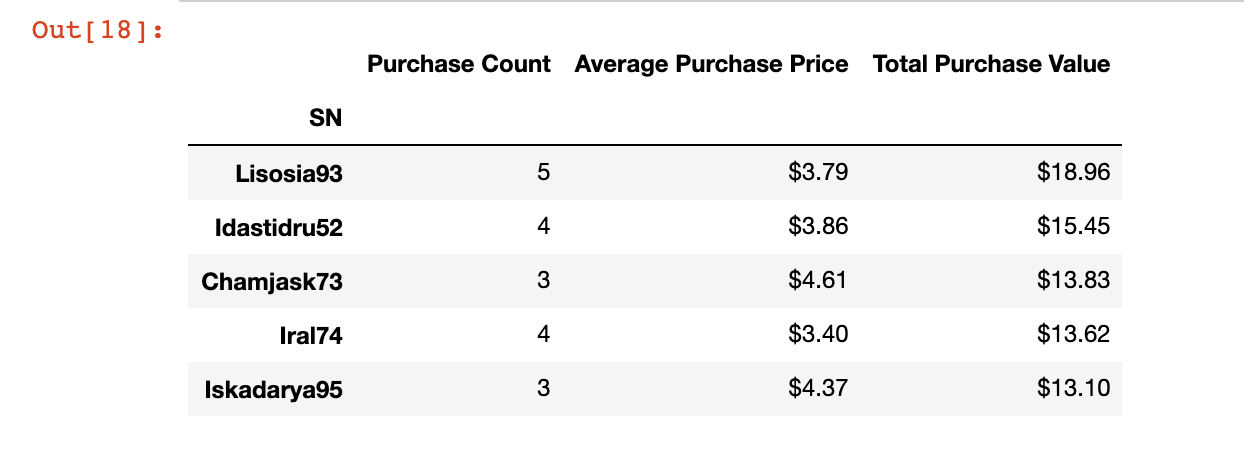 Out[18]:
Purchase Count Average Purchase Price Total Purchase Value
SN
Lisosia93 5 $3.79 $18.96
Idastidru52 4 $3.86 $15.45
Chamjask73 3 $4.61 $13.83
Iral74 4 $3.40 $13.62
Iskadarya95 3 $4.37 $13.10